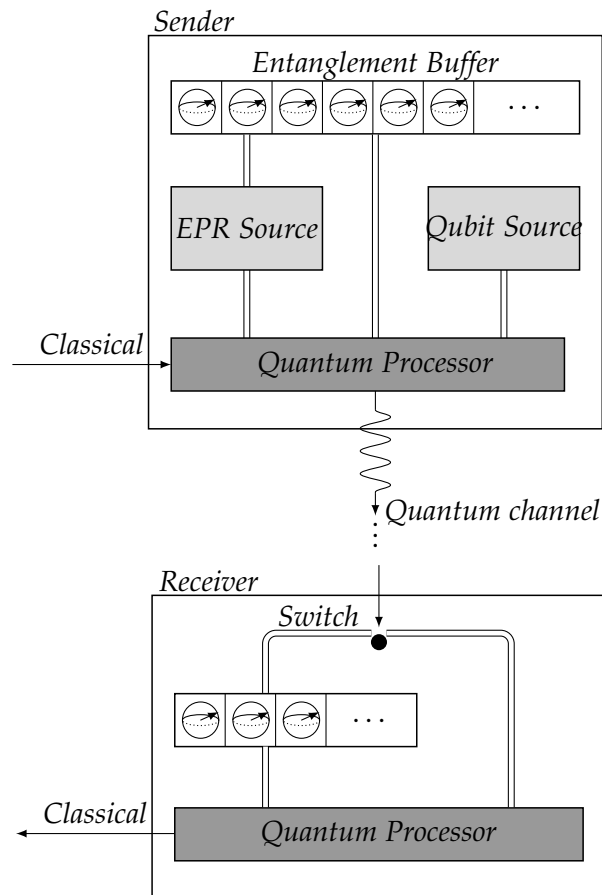 Sender
Entanglement Buffer
· · ·
EPR Source
Qubit Source
Classical
Quantum Processor
Quantum channel
Receiver
Switch
· · ·
Classical
Quantum Processor